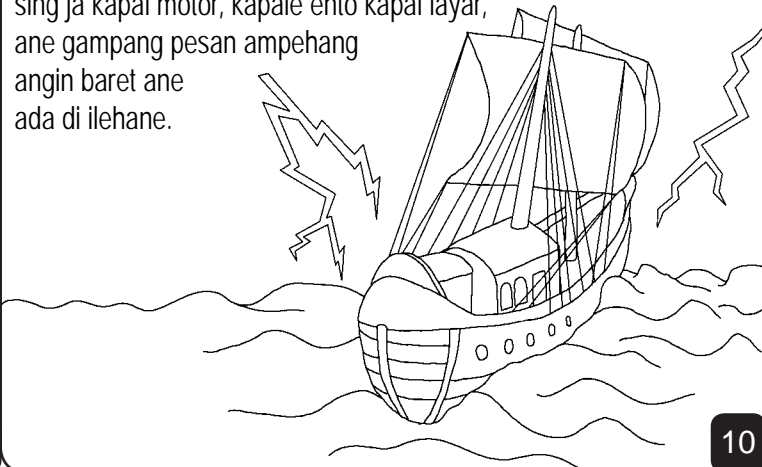 sing ja kapal motor, kapale ento kapal layar,
ane gampang pesan ampehang
angin baret ane
ada di ilehane.
10